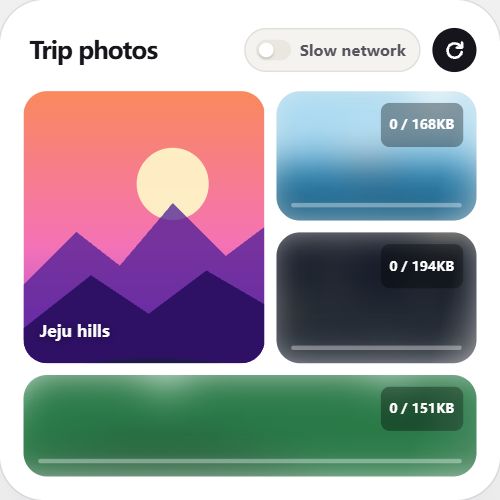 Trip photos
Slow network
0 / 168KB
0 / 194KB
Jeju hills
0 / 151KB